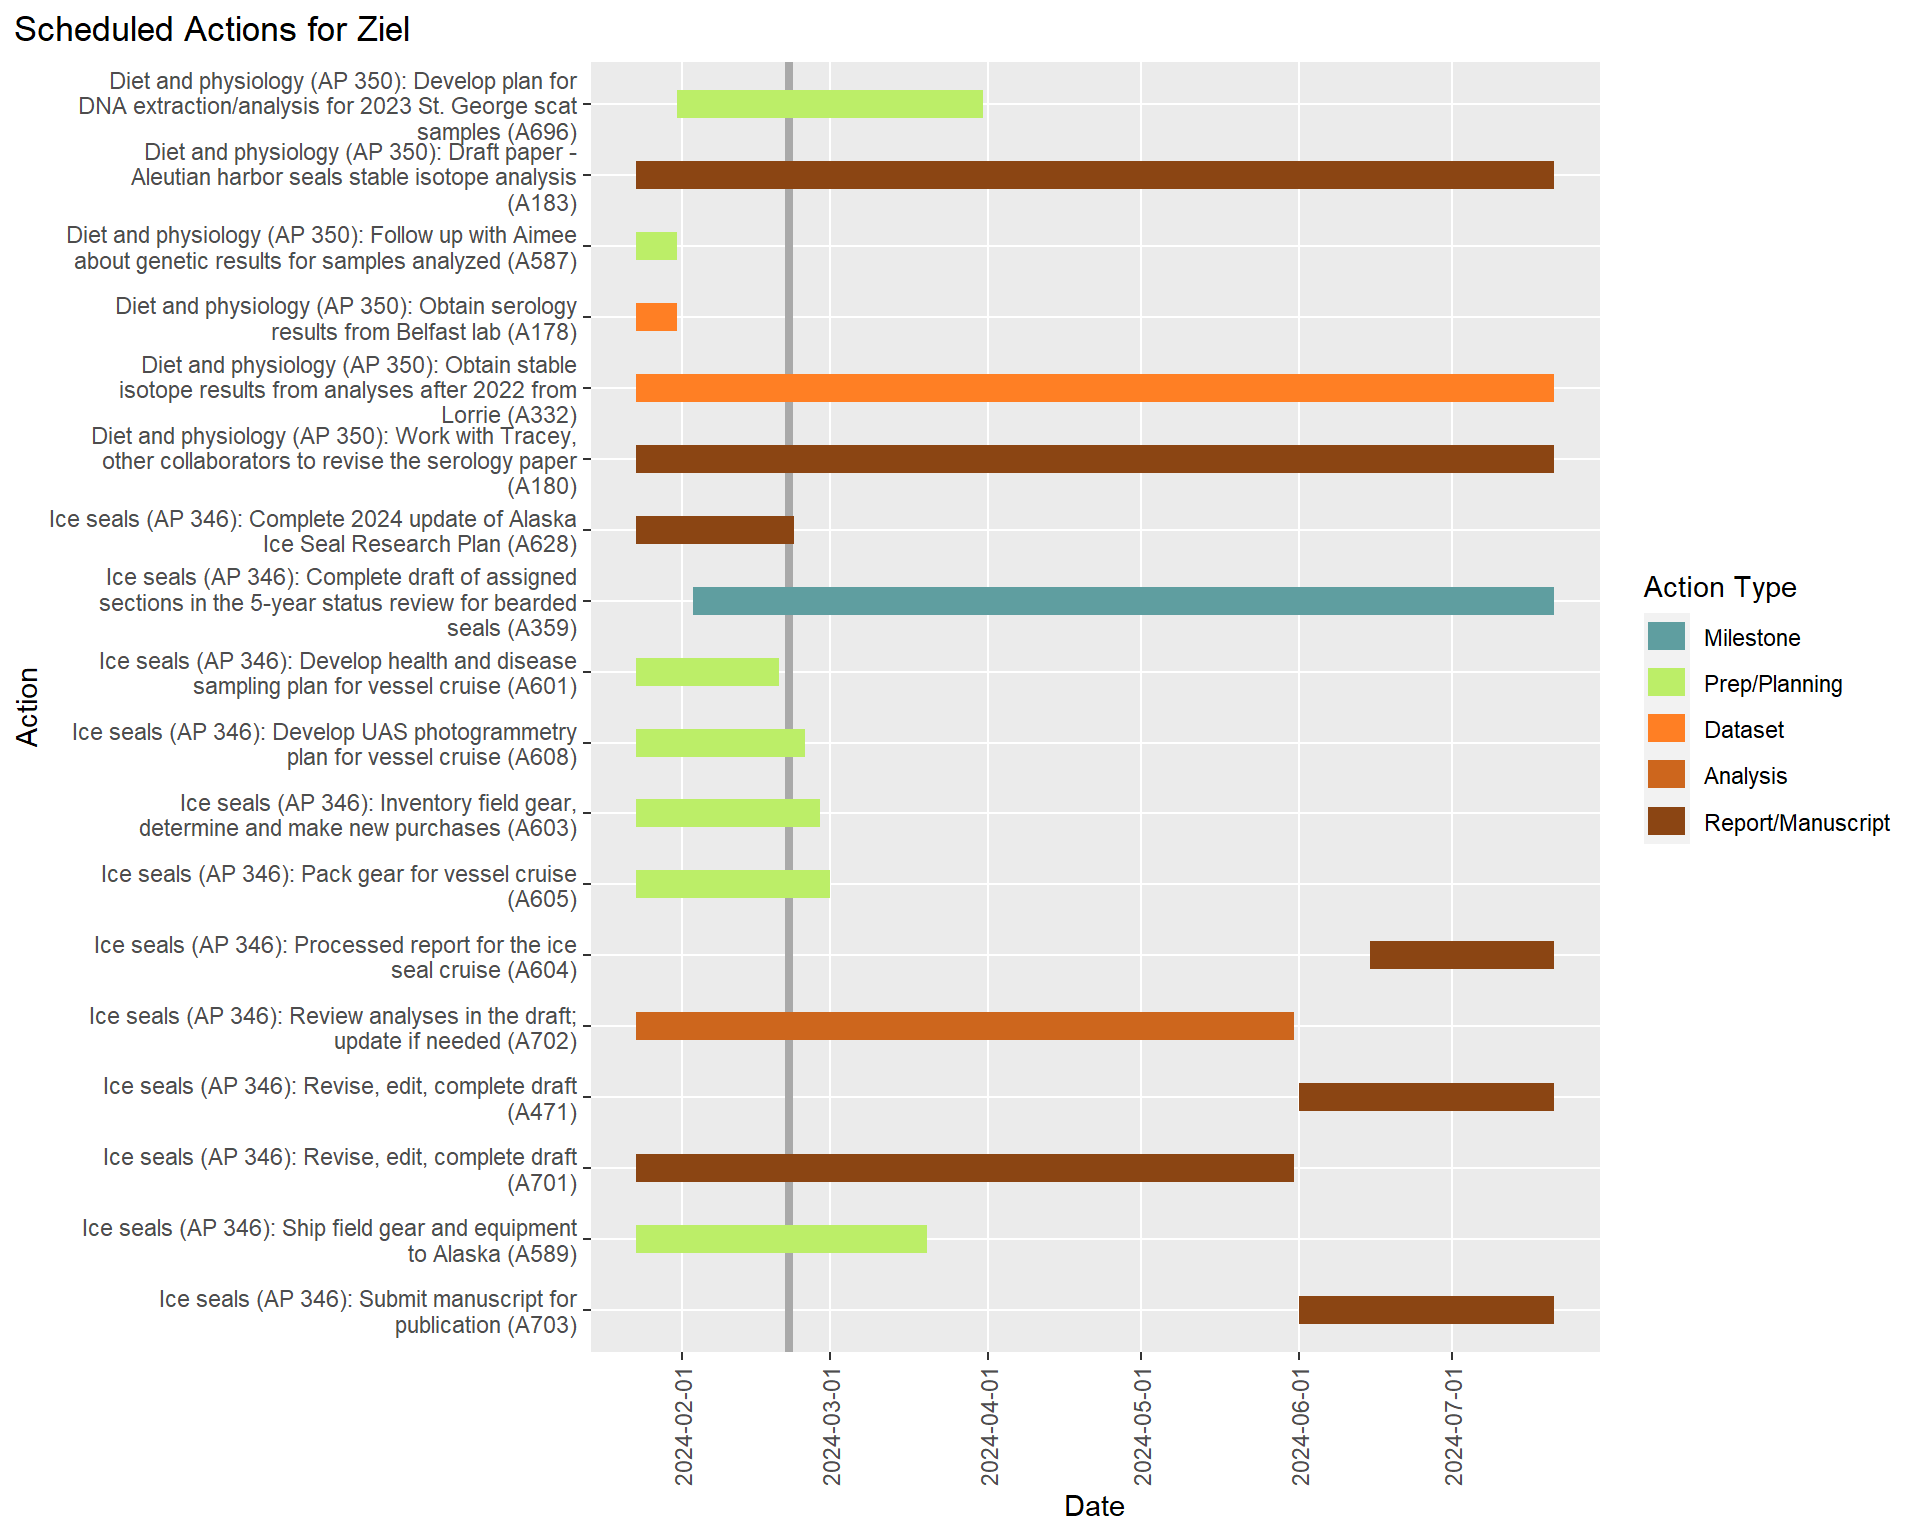 Scheduled Actions for Ziel
Diet and physiology (AP 350): Develop plan for
DNA extraction/analysis for 2023 St. George scat
samples (A696)
Diet and physiology (AP 350): Draft paper -
Aleutian harbor seals stable isotope analysis
(A183)
Diet and physiology (AP 350): Follow up with Aimee
about genetic results for samples analyzed (A587)
Diet and physiology (AP 350): Obtain serology
results from Belfast lab (A178)
Diet and physiology (AP 350): Obtain stable
isotope results from analyses after 2022 from
Lorrie (A332)
Diet and physiology (AP 350): Work with Tracey,
other collaborators to revise the serology paper
(A180)
Ice seals (AP 346): Complete 2024 update of Alaska
Ice Seal Research Plan (A628)
Ice seals (AP 346): Complete draft of assigned
sections in the 5-year status review for bearded
seals (A359)
Ice seals (AP 346): Develop health and disease
sampling plan for vessel cruise (A601)
Ice seals (AP 346): Develop UAS photogrammetry
plan for vessel cruise (A608)
Ice seals (AP 346): Inventory field gear,
determine and make new purchases (A603)
Ice seals (AP 346): Pack gear for vessel cruise
(A605)
Ice seals (AP 346): Processed report for the ice
seal cruise (A604)
Ice seals (AP 346): Review analyses in the draft;
update if needed (A702)
Ice seals (AP 346): Revise, edit, complete draft
(A471)
Ice seals (AP 346): Revise, edit, complete draft
(A701)
Ice seals (AP 346): Ship field gear and equipment
to Alaska (A589)
Ice seals (AP 346): Submit manuscript for
publication (A703)
Action
2024-02-01
2024-03-01
2024-04-01
2024-05-01
2024-06-01
2024-07-01
Date
Action Type
Milestone
Prep/Planning
Dataset
Analysis
Report/Manuscript